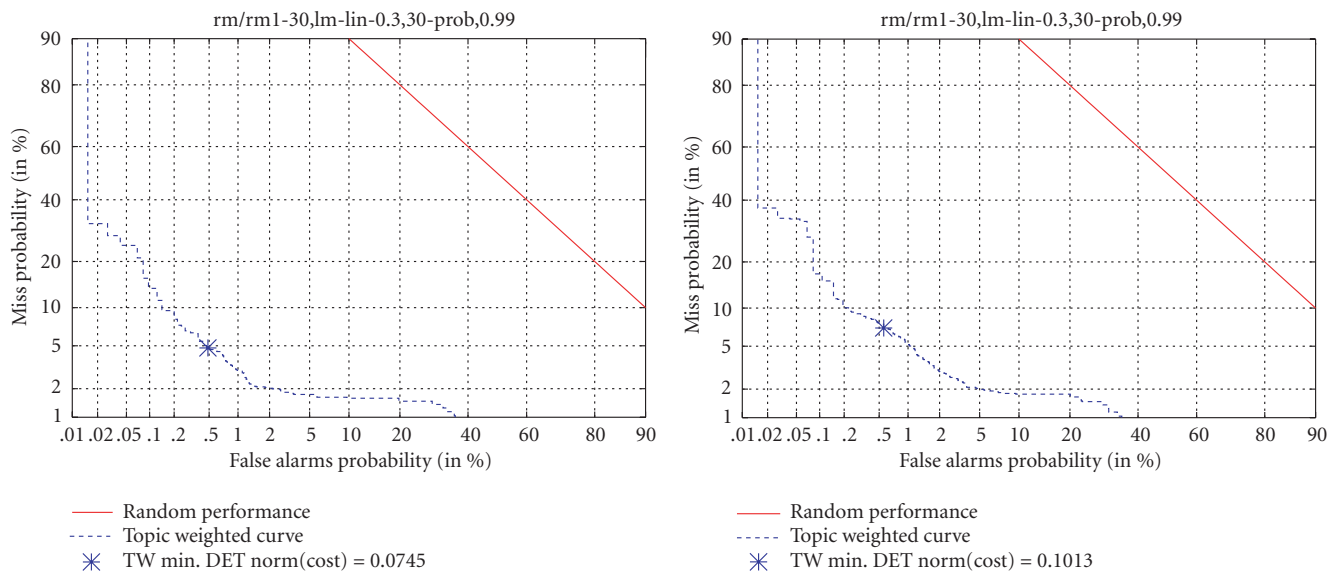 rm/rm1-30,lm-lin-0.3,30-prob,0.99
90
80
60
40
20
10
5
2
1
Miss probability (in %)
.01 .02 .05 .1 .2 .5 1 2 5 10 20 40 60 80 90
False alarms probability (in %)
Random performance
Topic weighted curve
TW min. DET norm(cost) = 0.0745
rm/rm1-30,lm-lin-0.3,30-prob,0.99
90
80
60
40
20
10
5
2
1
Miss probability (in %)
.01 .02 .05 .1 .2 .5 1 2 5 10 20 40 60 80 90
False alarms probability (in %)
Random performance
Topic weighted curve
TW min. DET norm(cost) = 0.1013